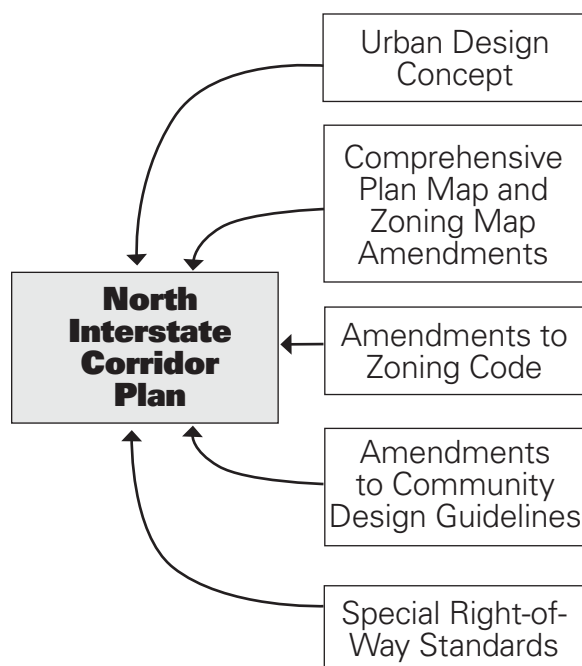 Urban Design
Concept
Comprehensive
Plan Map and
Zoning Map
Amendments
North
Interstate
Corridor
Plan
Amendments to
Zoning Code
Amendments
to Community
Design Guidelines
Special Right-of-
Way Standards